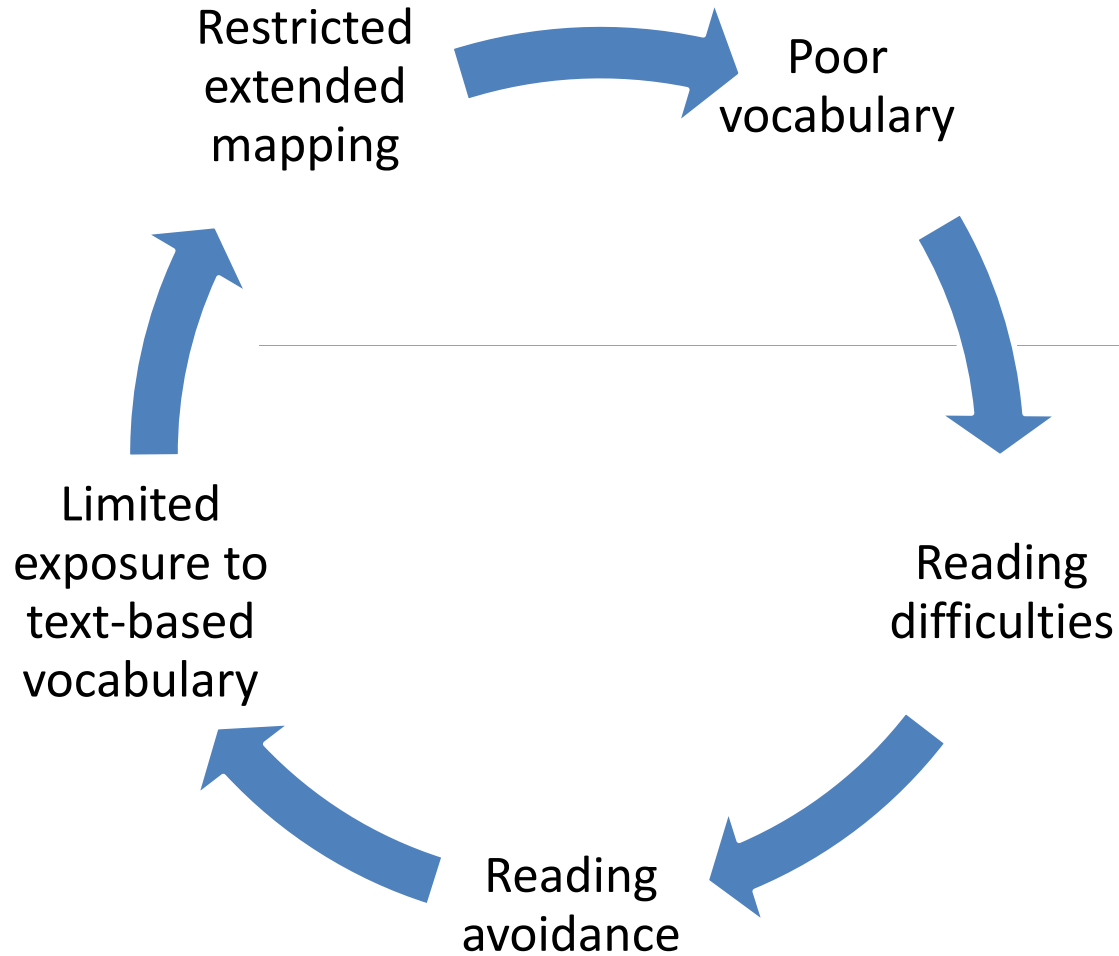 Restricted
extended
mapping
Poor
vocabulary
Reading
difficulties
Reading
avoidance
Limited
exposure to
text-based
vocabulary